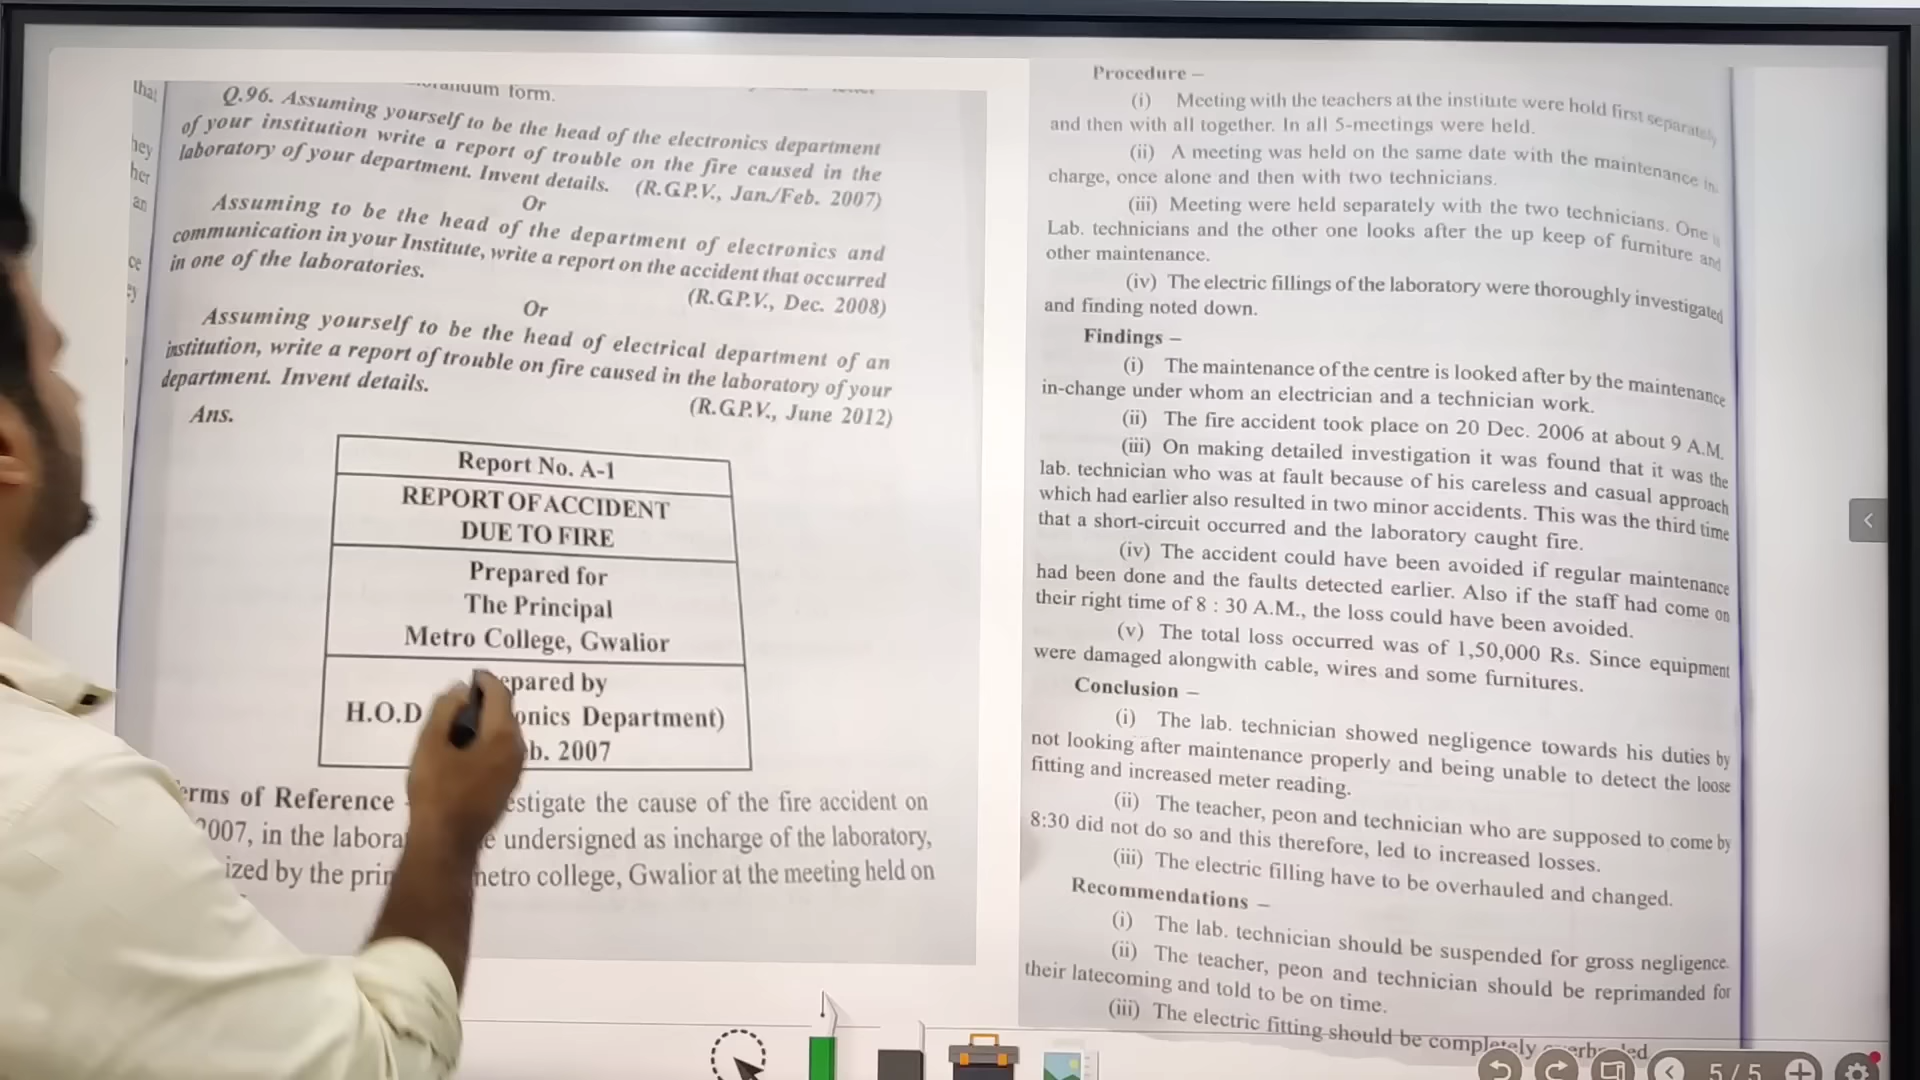 that
hey
her
an
ce
ey
randum form.
Q.96. Assuming yourself to be the head of the electronics department
of your institution write a report of trouble on the fire caused in the
laboratory of your department. Invent details. (R.G.P.V., Jan./Feb. 2007)
Or
Assuming to be the head of the department of electronics and
communication in your Institute, write a report on the accident that occurred
in one of the laboratories.
(R.G.P.V., Dec. 2008)
Or
Assuming yourself to be the head of electrical department of an
institution, write a report of trouble on fire caused in the laboratory of your
department. Invent details.
(R.G.P.V., June 2012)
Ans.
Report No. A-1
REPORT OF ACCIDENT
DUE TO FIRE
Prepared for
The Principal
Metro College, Gwalior
epared by
H.O.D onics Department)
b. 2007
erms of Reference estigate the cause of the fire accident on
2007, in the labora e undersigned as incharge of the laboratory,
ized by the prin metro college, Gwalior at the meeting held on
Procedure –
(i) Meeting with the teachers at the institute were hold first separately
and then with all together. In all 5-meetings were held.
(ii) A meeting was held on the same date with the maintenance in
charge, once alone and then with two technicians.
(iii) Meeting were held separately with the two technicians. One is
Lab. technicians and the other one looks after the up keep of furniture and
other maintenance.
(iv) The electric fillings of the laboratory were thoroughly investigated
and finding noted down.
Findings –
(i) The maintenance of the centre is looked after by the maintenance
in-change under whom an electrician and a technician work.
(ii) The fire accident took place on 20 Dec. 2006 at about 9 A.M.
(iii) On making detailed investigation it was found that it was the
lab. technician who was at fault because of his careless and casual approach
which had earlier also resulted in two minor accidents. This was the third time
that a short-circuit occurred and the laboratory caught fire.
(iv) The accident could have been avoided if regular maintenance
had been done and the faults detected earlier. Also if the staff had come on
their right time of 8 : 30 A.M., the loss could have been avoided.
(v) The total loss occurred was of 1,50,000 Rs. Since equipment
were damaged alongwith cable, wires and some furnitures.
Conclusion –
(i) The lab. technician showed negligence towards his duties by
not looking after maintenance properly and being unable to detect the loose
fitting and increased meter reading.
(ii) The teacher, peon and technician who are supposed to come by
8:30 did not do so and this therefore, led to increased losses.
(iii) The electric filling have to be overhauled and changed.
Recommendations –
(i) The lab. technician should be suspended for gross negligence.
(ii) The teacher, peon and technician should be reprimanded for
their latecoming and told to be on time.
(iii) The electric fitting should be completely
5/5